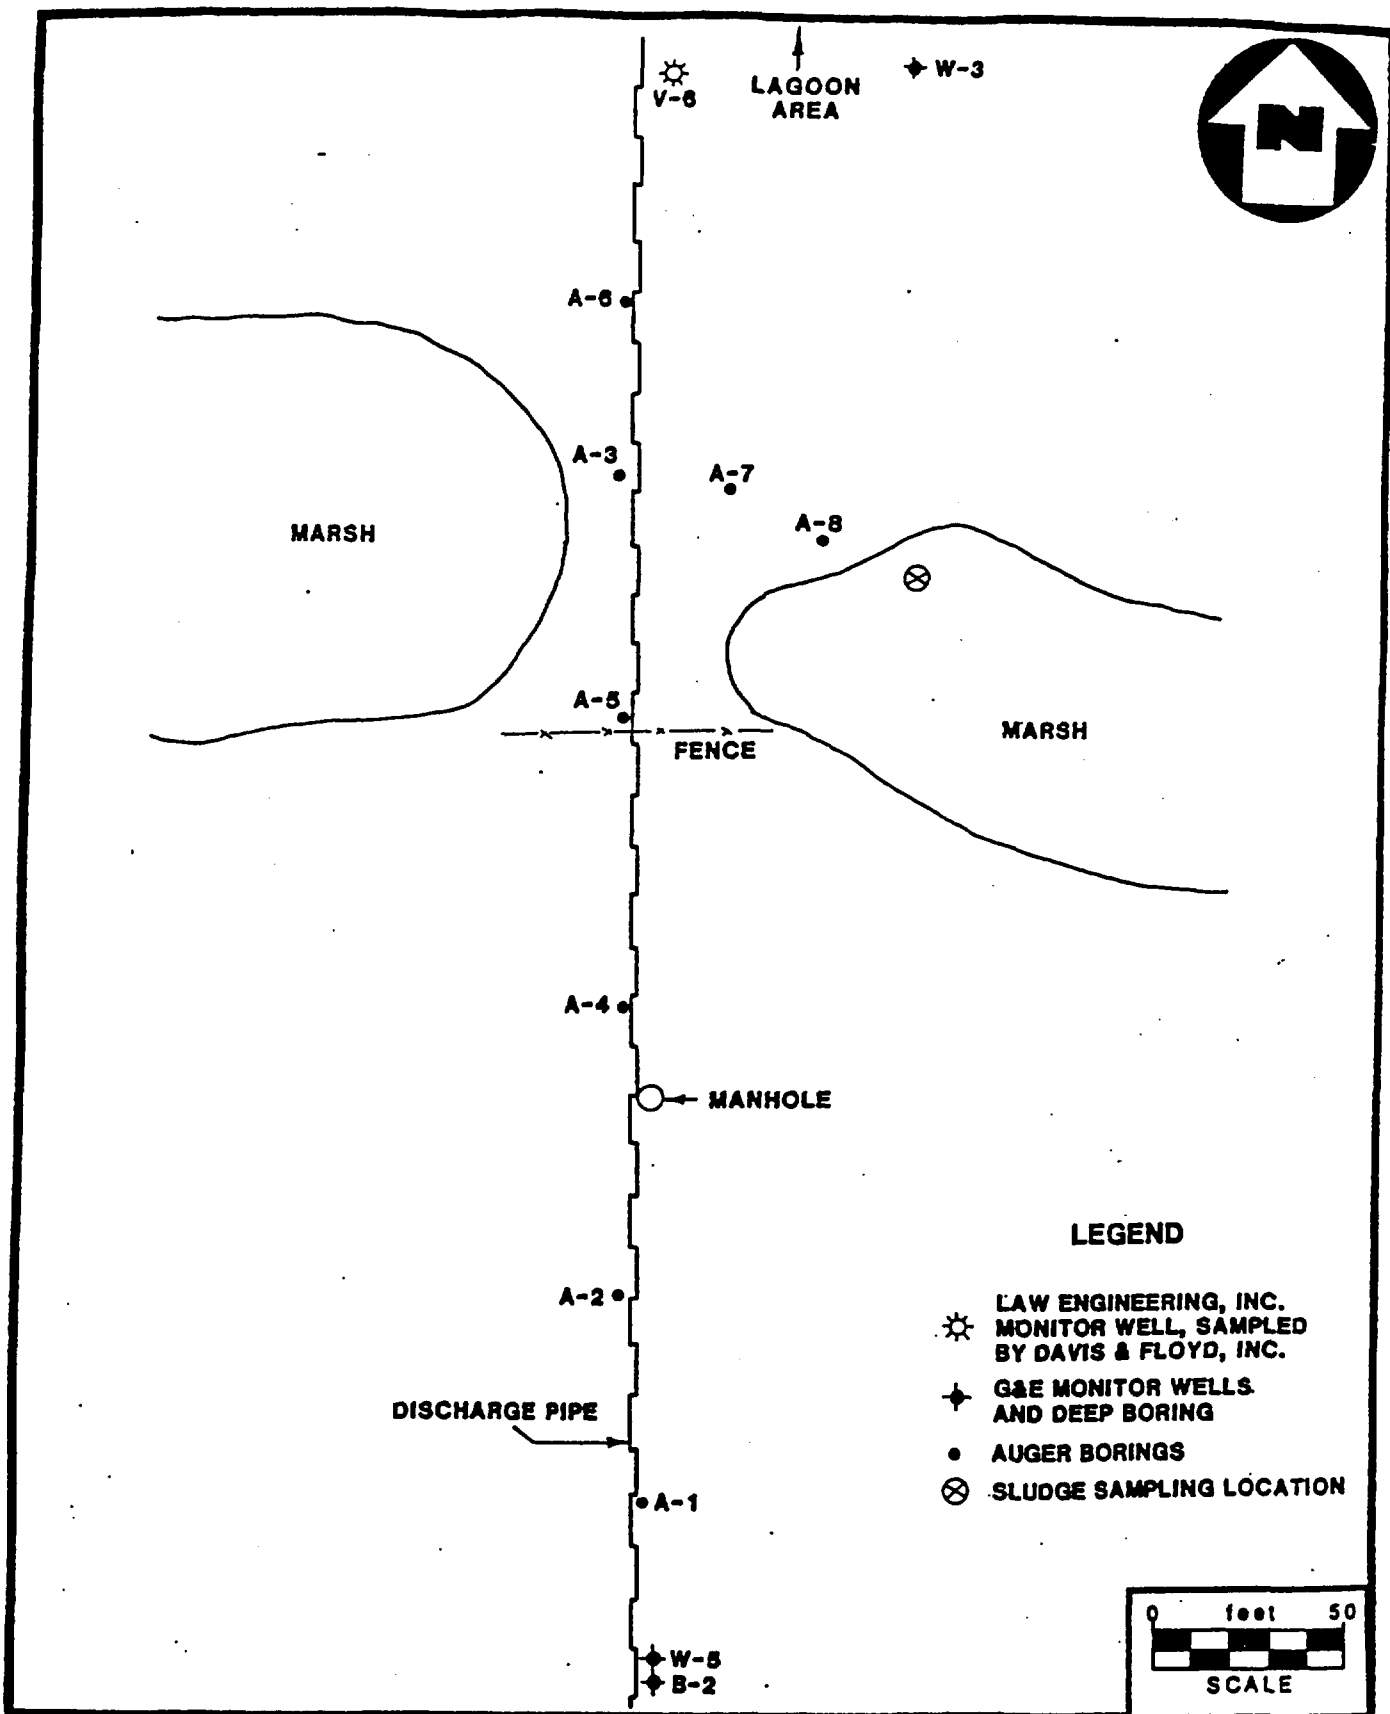 V-6
LAGOON
AREA
W-3
N
A-6
A-3
A-7
A-8
MARSH
A-5
FENCE
MARSH
A-4
MANHOLE
LEGEND
A-2
LAW ENGINEERING, INC.
MONITOR WELL, SAMPLED
BY DAVIS & FLOYD, INC.
G&E MONITOR WELLS
AND DEEP BORING
DISCHARGE PIPE
AUGER BORINGS
SLUDGE SAMPLING LOCATION
A-1
0 feet 50
SCALE
W-5
B-2